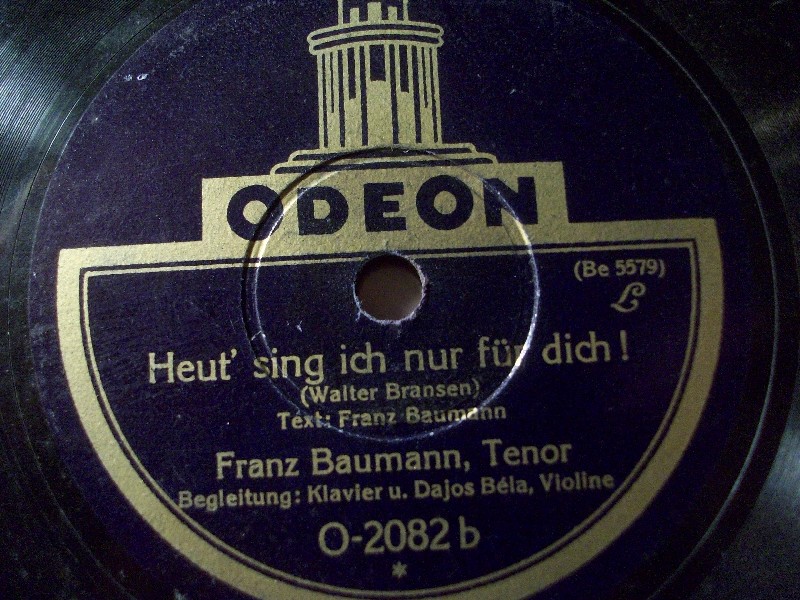 ODEON
(Be 5579)
L
Heut' sing ich nur für dich!
(Walter Bransen)
Text: Franz Baumann
Franz Baumann, Tenor
Begleitung: Klavier u. Dajos Béla, Violine
O-2082 b
*